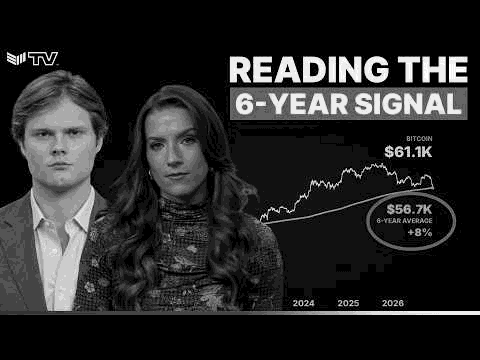 TV
READING THE
6-YEAR SIGNAL
BITCOIN
$61.1K
$56.7K
6-YEAR AVERAGE
+8%
2024 2025 2026